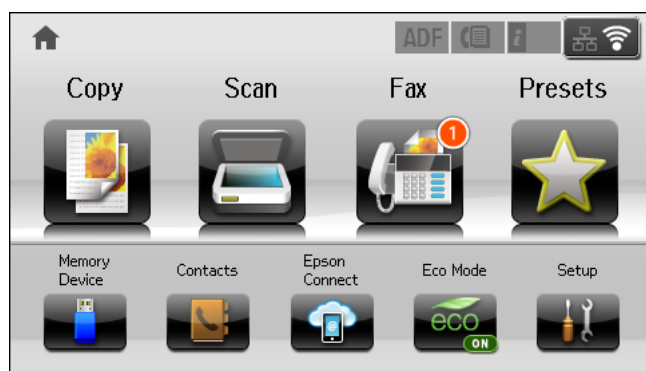 ADF
i
Copy
Scan
Fax
Presets
1
Memory
Device
Contacts
Epson
Connect
Eco Mode
Setup
@
eco
ON